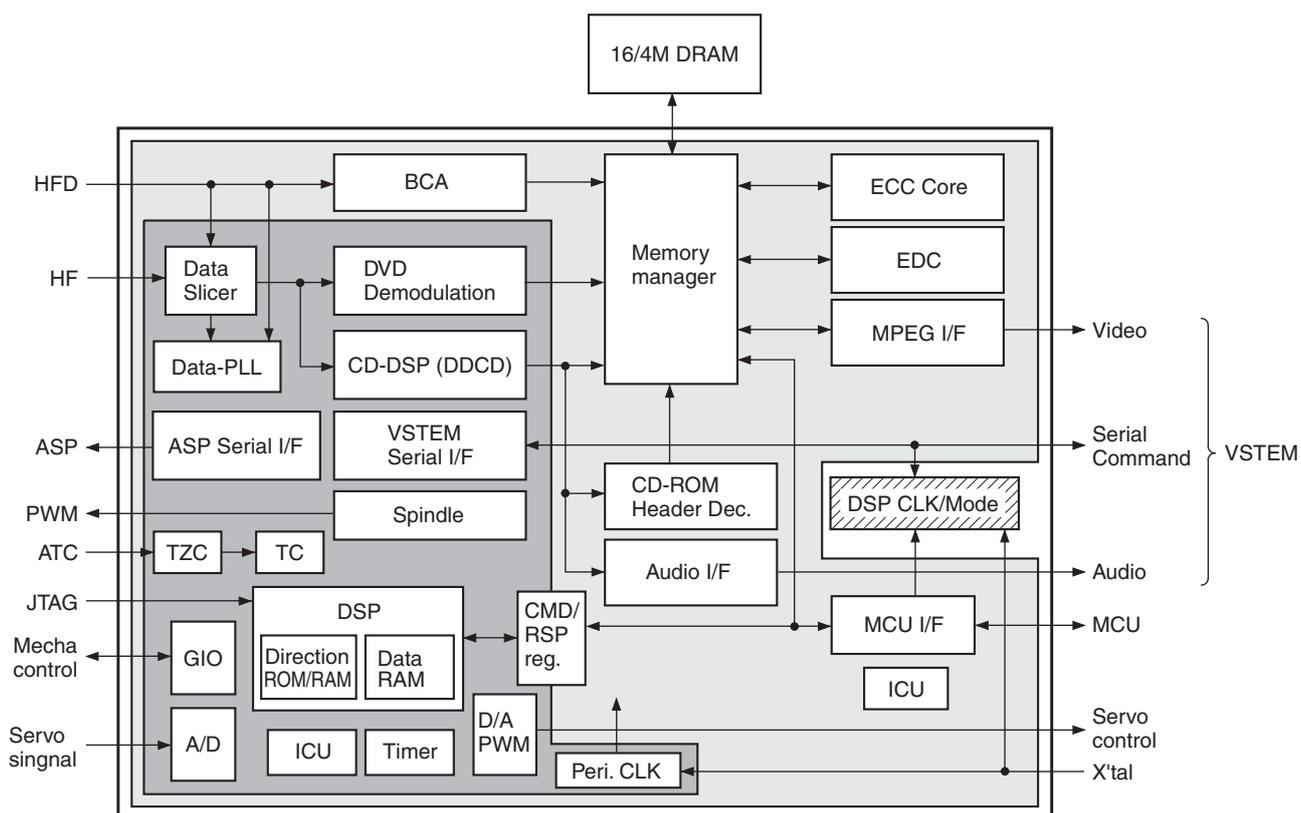 16/4M DRAM
HFD
BCA
ECC Core
Memory
manager
HF
Data
Slicer
DVD
Demodulation
EDC
Data-PLL
CD-DSP (DDCD)
MPEG I/F
Video
ASP
ASP Serial I/F
VSTEM
Serial I/F
Serial
Command
VSTEM
CD-ROM
Header Dec.
DSP CLK/Mode
PWM
Spindle
ATC
TZC
TC
Audio I/F
Audio
JTAG
DSP
CMD/
RSP
reg.
MCU I/F
MCU
Mecha
control
GIO
Direction
ROM/RAM
Data
RAM
ICU
Servo
singnal
A/D
ICU
Timer
D/A
PWM
Servo
control
Peri. CLK
X'tal